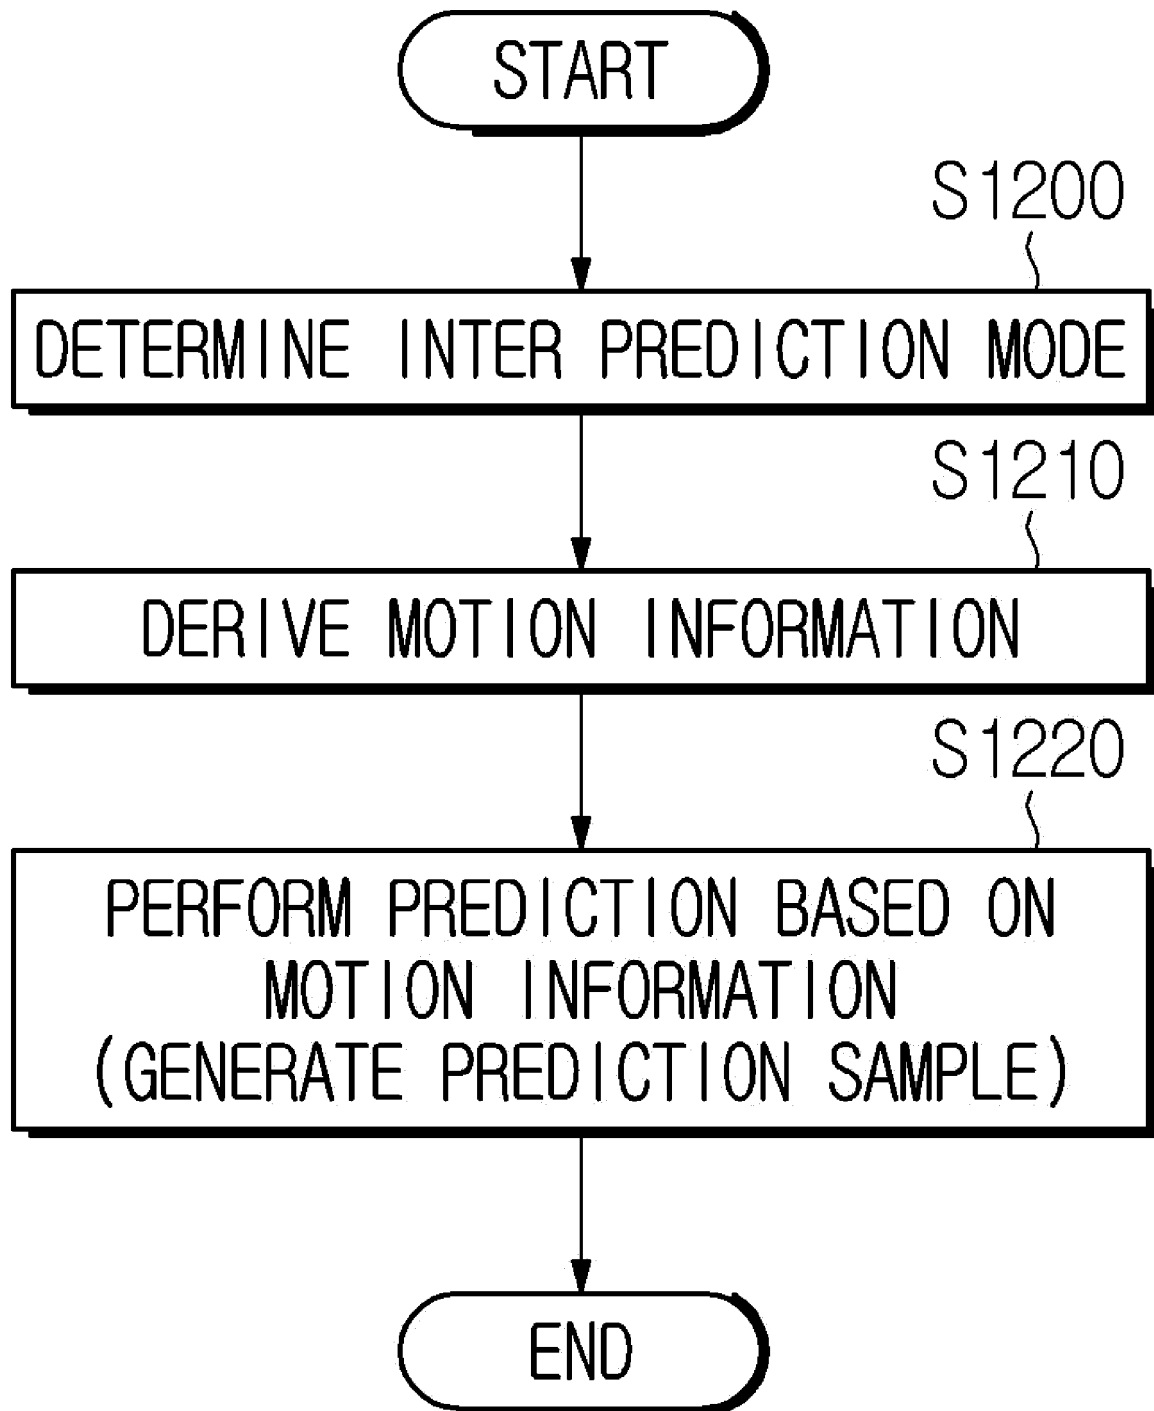 START
S1200
DETERMINE INTER PREDICTION MODE
S1210
DERIVE MOTION INFORMATION
S1220
PERFORM PREDICTION BASED ON
MOTION INFORMATION
(GENERATE PREDICTION SAMPLE)
END